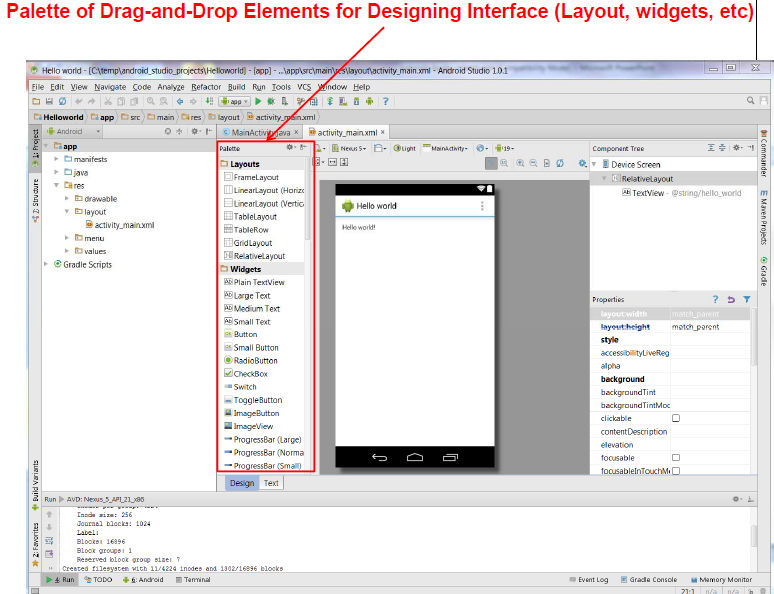 Palette of Drag-and-Drop Elements for Designing Interface (Layout, widgets, etc)
Hello world - [C:\temp\android_studio_projects\Helloworld] - [app] - ...\app\src\main\res\layout\activity_main.xml - Android Studio 1.0.1
File Edit View Navigate Code Analyze Refactor Build Run Tools VCS Window Help
app
Helloworld app src main res layout activity_main.xml
1: Project
Android
MainActivity.java
activity_main.xml
app
manifests
java
res
drawable
layout
activity_main.xml
menu
values
Gradle Scripts
Z: Structure
Palette
Layouts
FrameLayout
LinearLayout (Horizo
LinearLayout (Vertica
TableLayout
TableRow
GridLayout
RelativeLayout
Widgets
Plain TextView
Large Text
Medium Text
Small Text
Button
Small Button
RadioButton
CheckBox
Switch
ToggleButton
ImageButton
ImageView
ProgressBar (Large)
ProgressBar (Norma
ProgressBar (Small)
Nexus 5 Light MainActivity 19
Hello world
Hello world!
Component Tree
Device Screen
RelativeLayout
TextView - @string/hello_world
Properties
layout:width match_parent
layout:height match_parent
style
accessibilityLiveReg
alpha
background
backgroundTint
backgroundTintMoc
clickable
contentDescription
elevation
focusable
focusableInTouchM
Commander
Maven Projects
Gradle
Design Text
Build Variants
2: Favorites
Run AVD: Nexus_5_API_21_x86
Inode size: 256
Journal blocks: 1024
Label:
Blocks: 16896
Block groups: 1
Reserved block group size: 7
Created filesystem with 11/4224 inodes and 1302/16896 blocks
4: Run TODO 6: Android Terminal Event Log Gradle Console Memory Monitor
21:1 n/a n/a